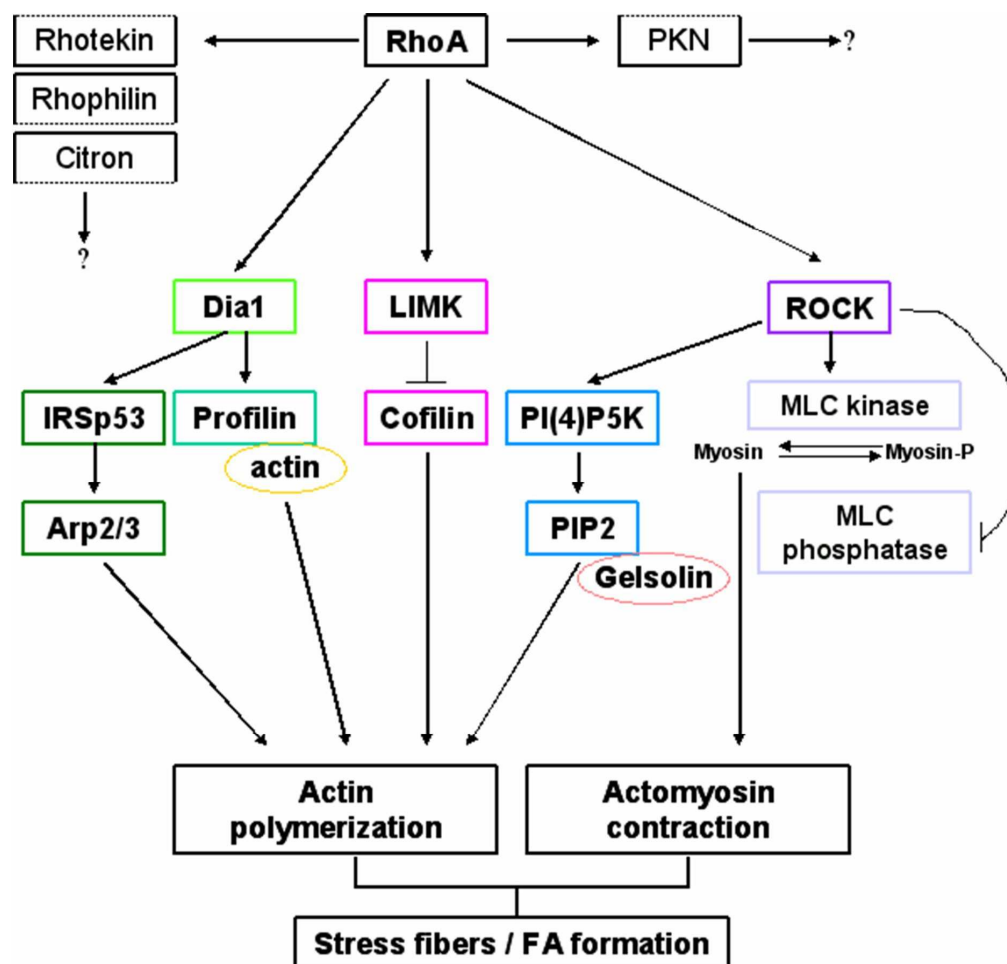 Rhotekin
RhoA
PKN
?
Rhophilin
Citron
?
Dia1
LIMK
ROCK
IRSp53
Profilin
Cofilin
PI(4)P5K
MLC kinase
actin
Myosin
Myosin-P
Arp2/3
PIP2
MLC
phosphatase
Gelsolin
Actin
polymerization
Actomyosin
contraction
Stress fibers / FA formation